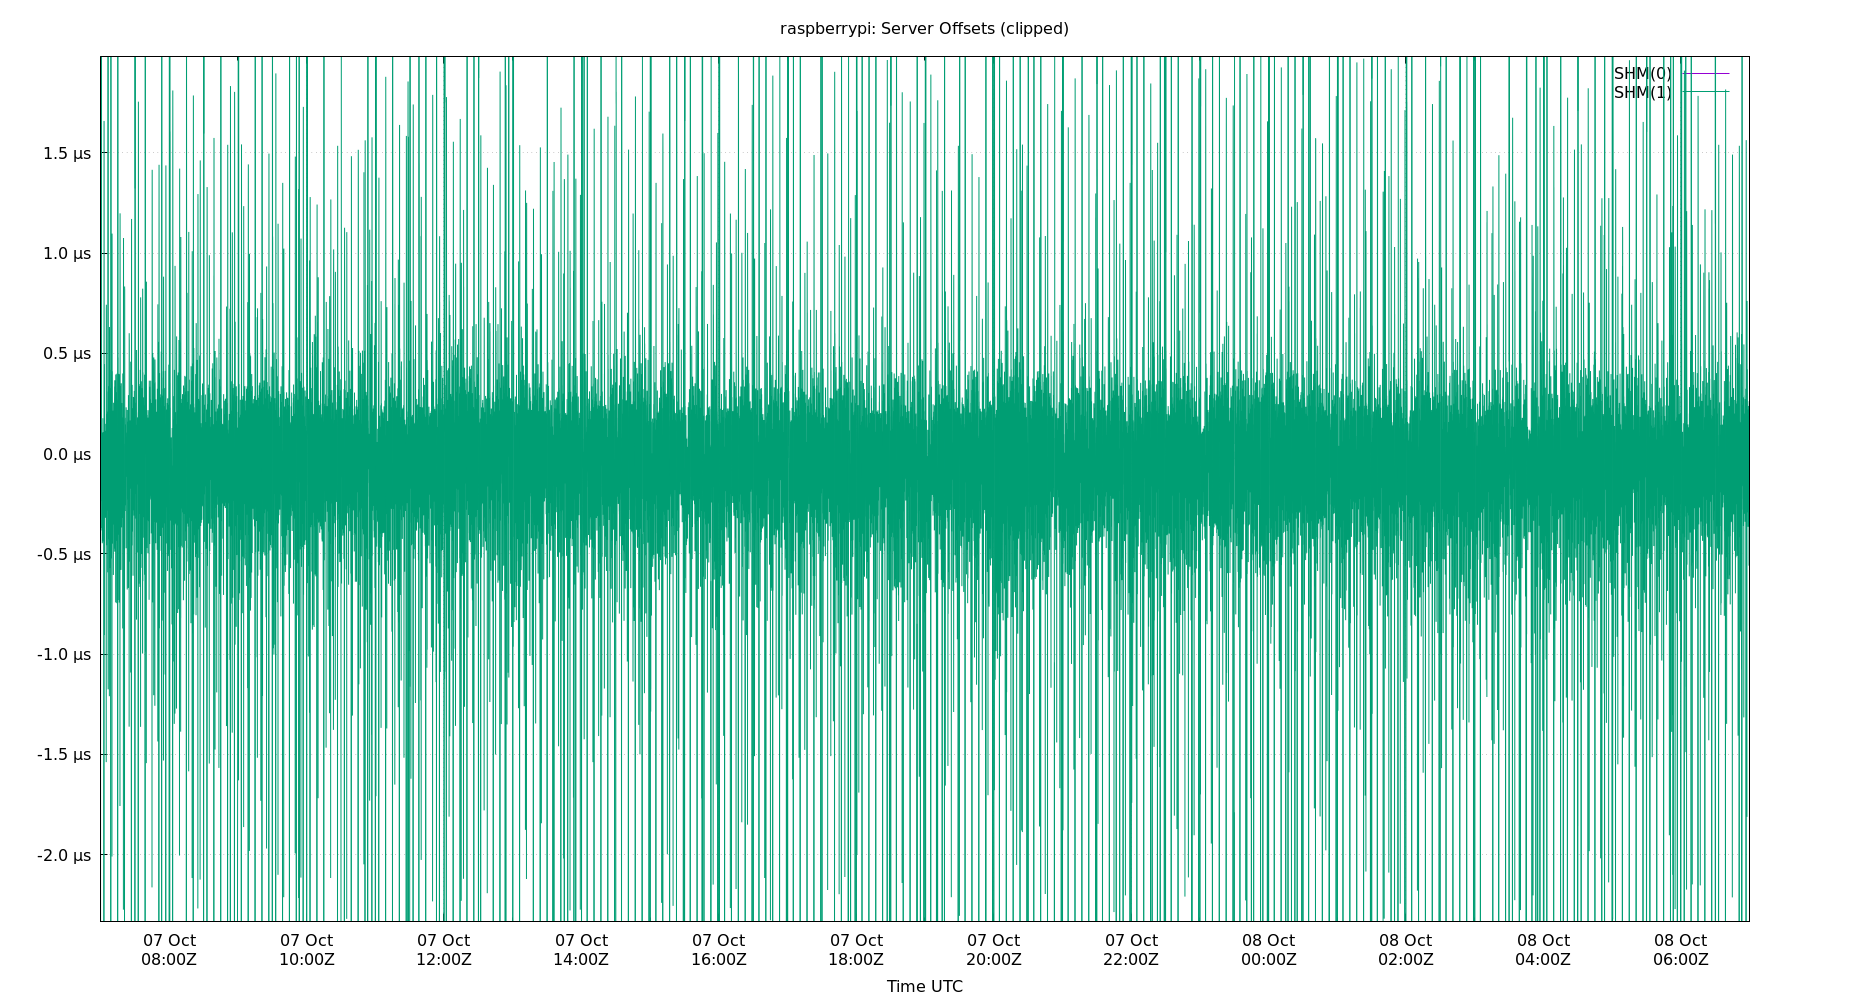 raspberrypi: Server Offsets (clipped)
SHM(0)
SHM(1)
1.5 µs
1.0 µs
0.5 µs
0.0 µs
-0.5 µs
-1.0 µs
-1.5 µs
-2.0 µs
07 Oct 07 Oct 07 Oct 07 Oct 07 Oct 07 Oct 07 Oct 07 Oct 08 Oct 08 Oct 08 Oct 08 Oct
08:00Z 10:00Z 12:00Z 14:00Z 16:00Z 18:00Z 20:00Z 22:00Z 00:00Z 02:00Z 04:00Z 06:00Z
Time UTC